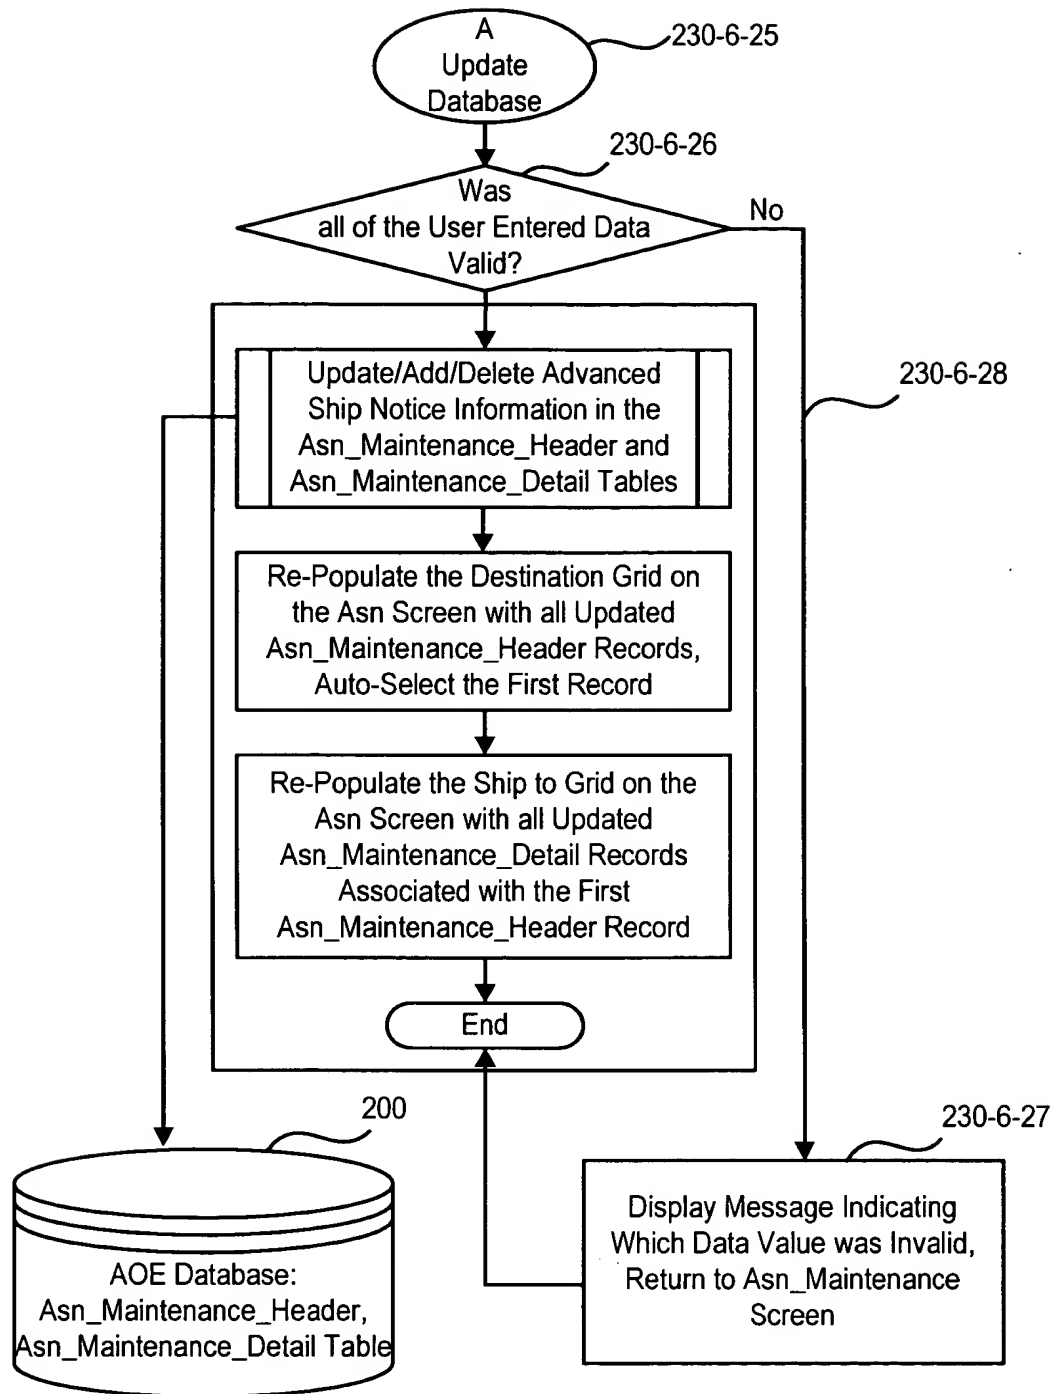 A
Update
Database
230-6-25
230-6-26
Was
all of the User Entered Data
Valid?
No
Update/Add/Delete Advanced
Ship Notice Information in the
Asn_Maintenance_Header and
Asn_Maintenance_Detail Tables
230-6-28
Re-Populate the Destination Grid on
the Asn Screen with all Updated
Asn_Maintenance_Header Records,
Auto-Select the First Record
Re-Populate the Ship to Grid on the
Asn Screen with all Updated
Asn_Maintenance_Detail Records
Associated with the First
Asn_Maintenance_Header Record
End
200
AOE Database:
Asn_Maintenance_Header,
Asn_Maintenance_Detail Table
230-6-27
Display Message Indicating
Which Data Value was Invalid,
Return to Asn_Maintenance
Screen